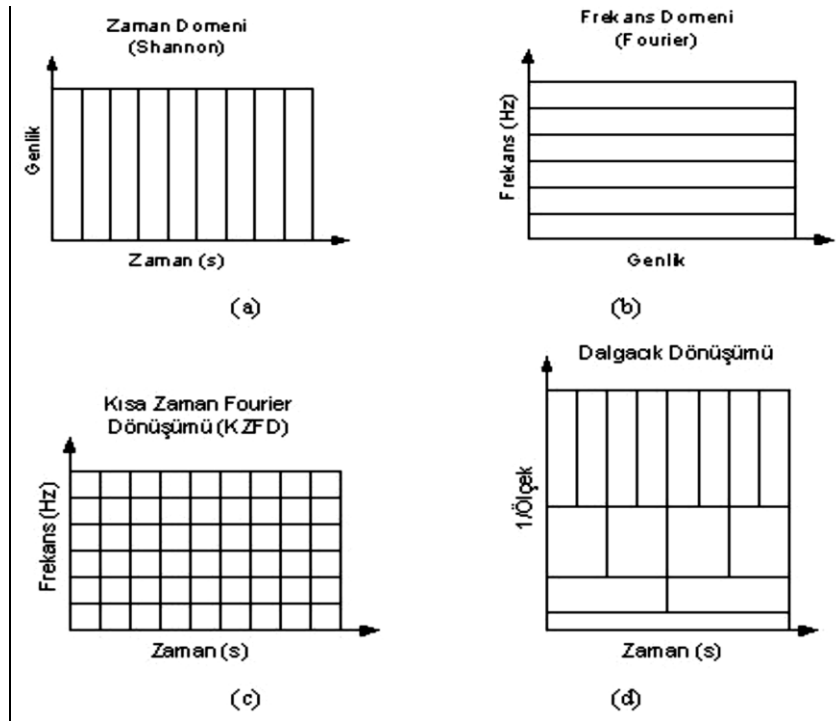 Zaman Domeni
(Shannon)
Genlik
Zaman (s)
(a)
Frekans Domeni
(Fourier)
Frekans (Hz)
Genlik
(b)
Kısa Zaman Fourier
Dönüşümü (KZFD)
Frekans (Hz)
Zaman (s)
(c)
Dalgacık Dönüşümü
1/Ölçek
Zaman (s)
(d)